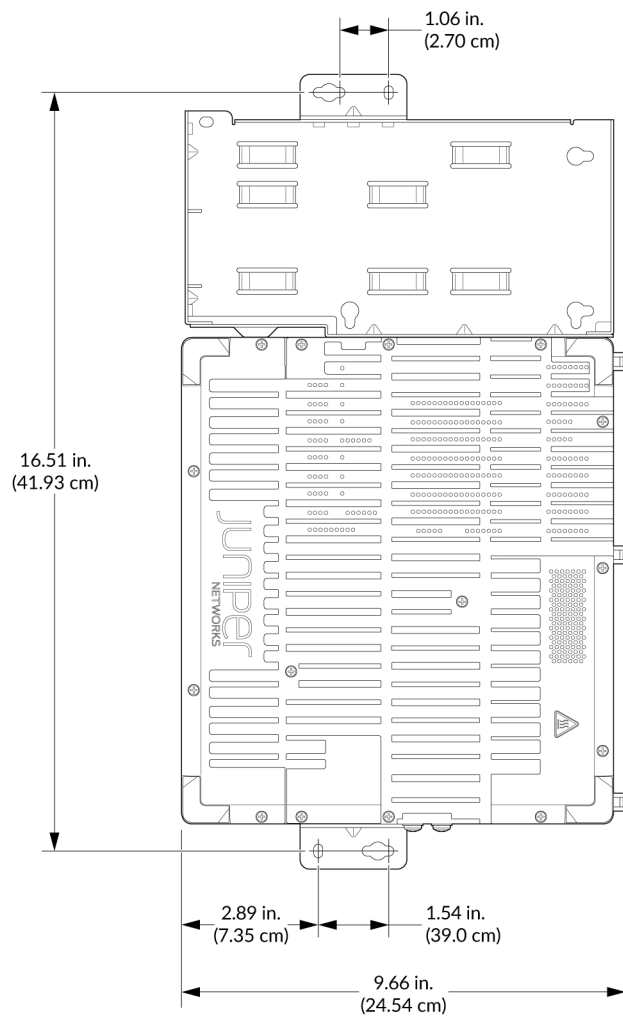 1.06 in.
(2.70 cm)
16.51 in.
(41.93 cm)
JUNIPer
NETWORKS
2.89 in.
(7.35 cm)
1.54 in.
(39.0 cm)
9.66 in.
(24.54 cm)